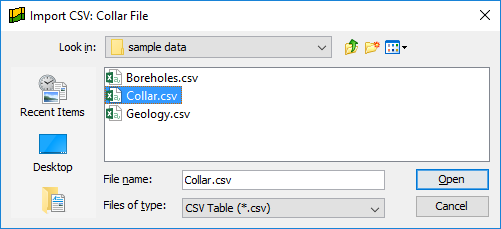 Import CSV: Collar File
Look in: sample data
Boreholes.csv
Collar.csv
Geology.csv
Recent Items
Desktop
File name: Collar.csv Open
Files of type: CSV Table (*.csv) Cancel